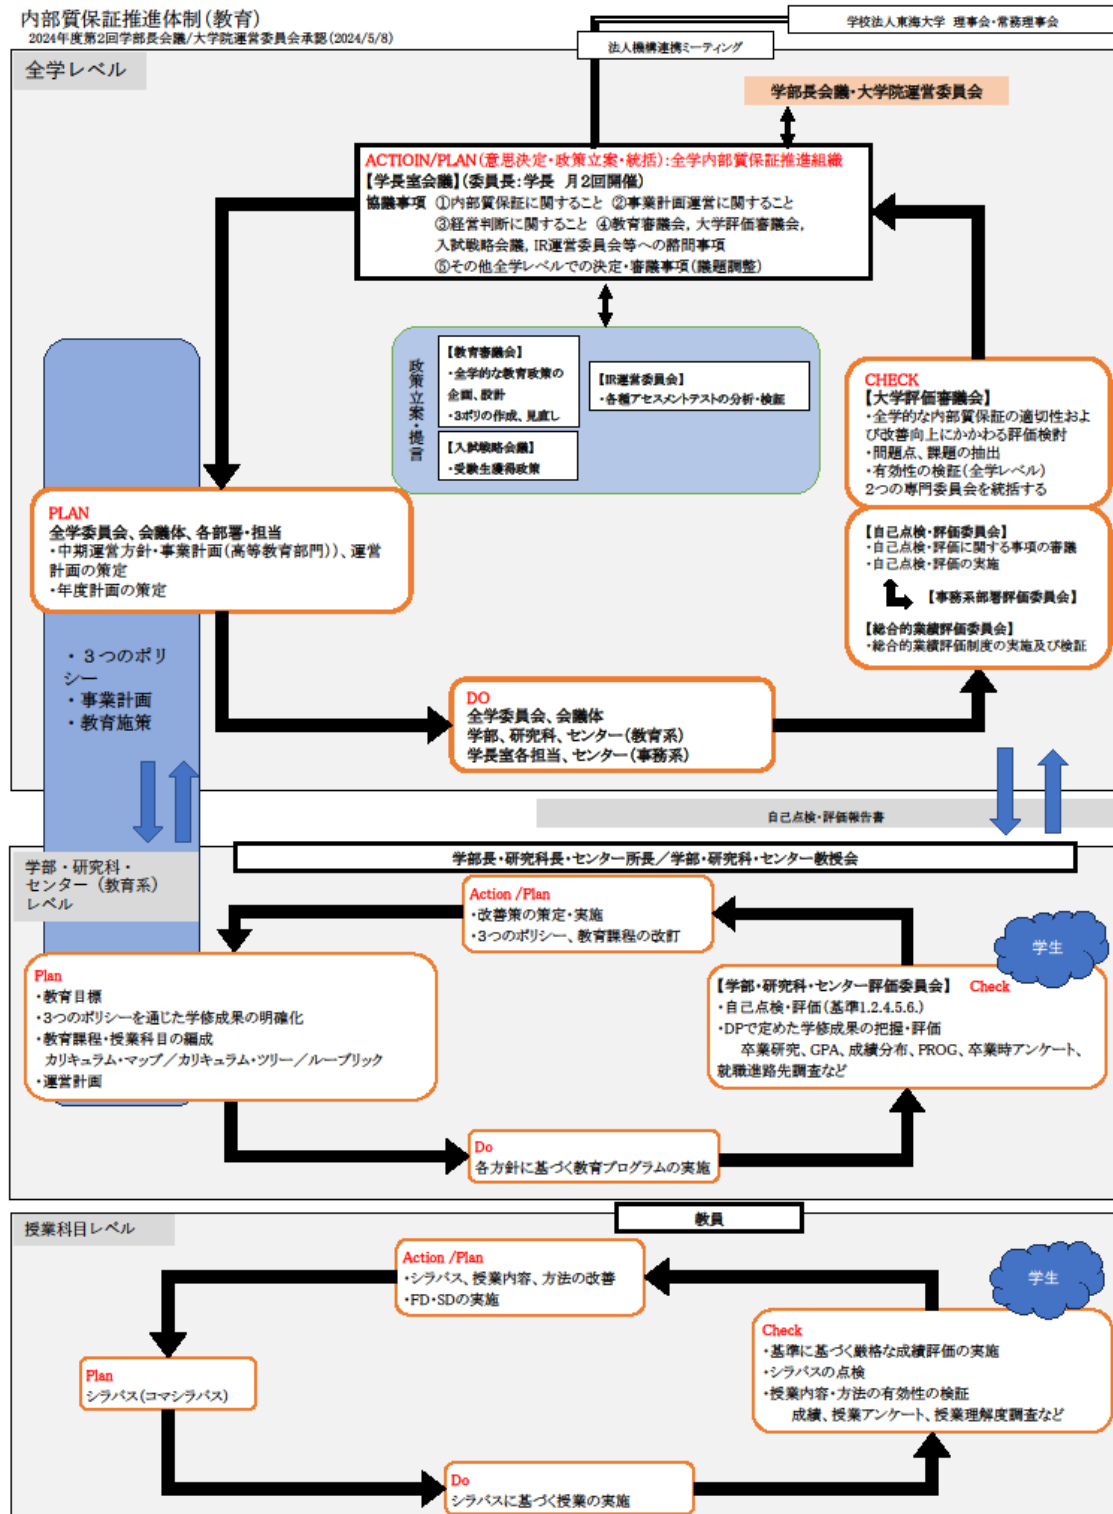 内部質保証推進体制(教育)
2024年度第2回学部長会議/大学院運営委員会承認(2024/5/8)
学校法人東海大学 理事会・常務理事会
法人機構連携ミーティング
全学レベル
学部長会議・大学院運営委員会
ACTIOIN/PLAN(意思決定・政策立案・統括):全学内部質保証推進組織
【学長室会議】(委員長:学長 月2回開催)
協議事項 ①内部質保証に関すること ②事業計画運営に関すること
③経営判断に関すること ④教育審議会, 大学評価審議会,
入試戦略会議, IR運営委員会等への諮問事項
⑤その他全学レベルでの決定・審議事項(議題調整)
政策立案・提言
【教育審議会】
・全学的な教育政策の
企画、設計
・3ポリの作成、見直し
【入試戦略会議】
・受験生獲得政策
【IR運営委員会】
・各種アセスメントテストの分析・検証
CHECK
【大学評価審議会】
・全学的な内部質保証の適切性およ
び改善向上にかかわる評価検討
・問題点、課題の抽出
・有効性の検証(全学レベル)
2つの専門委員会を統括する
【自己点検・評価委員会】
・自己点検・評価に関する事項の審議
・自己点検・評価の実施
【事務系部署評価委員会】
【総合的業績評価委員会】
・総合的業績評価制度の実施及び検証
PLAN
全学委員会、会議体、各部署・担当
・中期運営方針・事業計画(高等教育部門))、運営
計画の策定
・年度計画の策定
・3つのポリ
シー
・事業計画
・教育施策
DO
全学委員会、会議体
学部、研究科、センター(教育系)
学長室各担当、センター(事務系)
自己点検・評価報告書
学部・研究科・
センター(教育系)
レベル
学部長・研究科長・センター所長/学部・研究科・センター教授会
Action /Plan
・改善策の策定・実施
・3つのポリシー、教育課程の改訂
学生
Plan
・教育目標
・3つのポリシーを通じた学修成果の明確化
・教育課程・授業科目の編成
カリキュラム・マップ/カリキュラム・ツリー/ルーブリック
・運営計画
【学部・研究科・センター評価委員会】 Check
・自己点検・評価(基準1.2.4.5.6.)
・DPで定めた学修成果の把握・評価
卒業研究、GPA、成績分布、PROG、卒業時アンケート、
就職進路先調査など
Do
各方針に基づく教育プログラムの実施
授業科目レベル
教員
Action /Plan
・シラバス、授業内容、方法の改善
・FD・SDの実施
学生
Plan
シラバス(コマシラバス)
Check
・基準に基づく厳格な成績評価の実施
・シラバスの点検
・授業内容・方法の有効性の検証
成績、授業アンケート、授業理解度調査など
Do
シラバスに基づく授業の実施